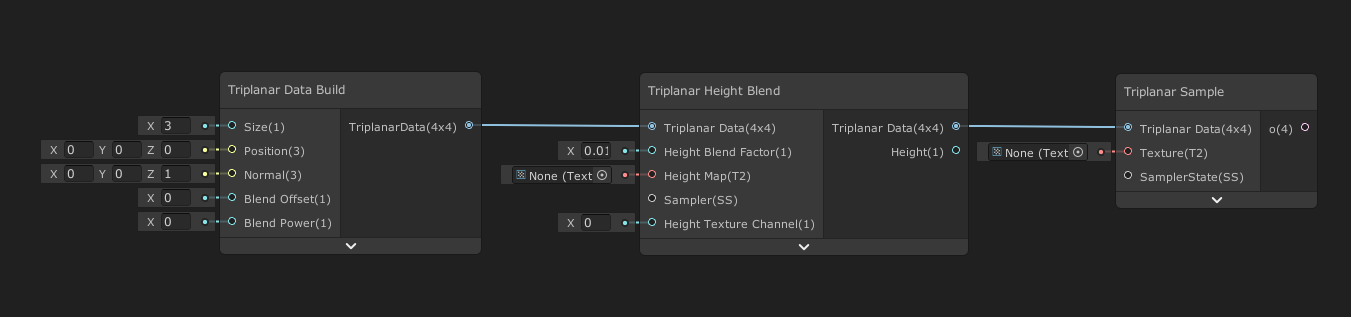 Triplanar Data Build
X 3 Size(1) TriplanarData(4x4)
X 0 Y 0 Z 0 Position(3)
X 0 Y 0 Z 1 Normal(3)
X 0 Blend Offset(1)
X 0 Blend Power(1)
Triplanar Height Blend
Triplanar Data(4x4) Triplanar Data(4x4)
X 0.01 Height Blend Factor(1) Height(1)
None (Text Height Map(T2)
Sampler(SS)
X 0 Height Texture Channel(1)
Triplanar Sample
Triplanar Data(4x4) o(4)
None (Text Texture(T2)
SamplerState(SS)